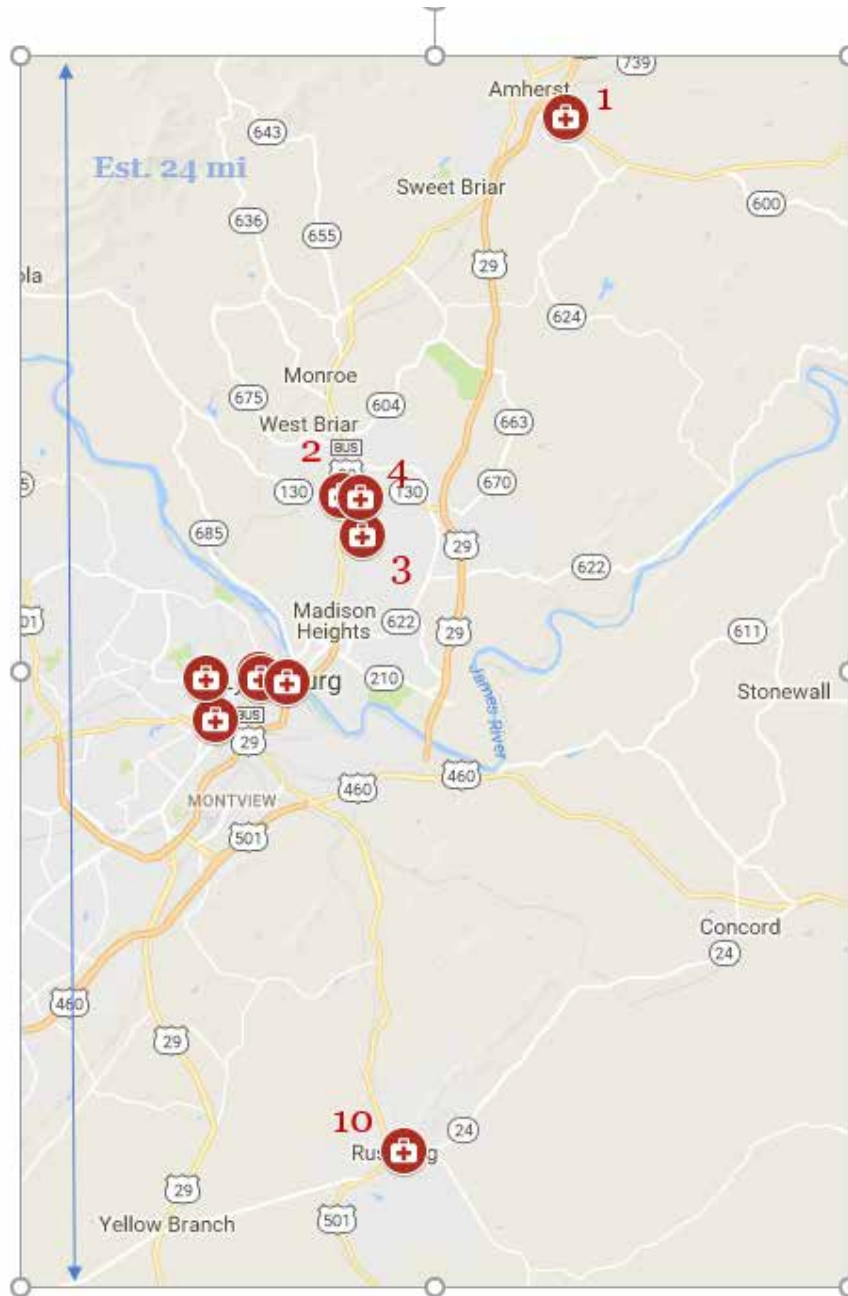 739
Amherst
1
643
Est. 24 mi
Sweet Briar
600
636
655
29
624
Monroe
675
604
West Briar
663
2
BUS
4
130
130
670
685
29
3
622
Madison
Heights
622
29
611
210
Stonewall
James River
BUS
29
460
460
MONTVIEW
501
Concord
24
460
29
10
24
29
Yellow Branch
501